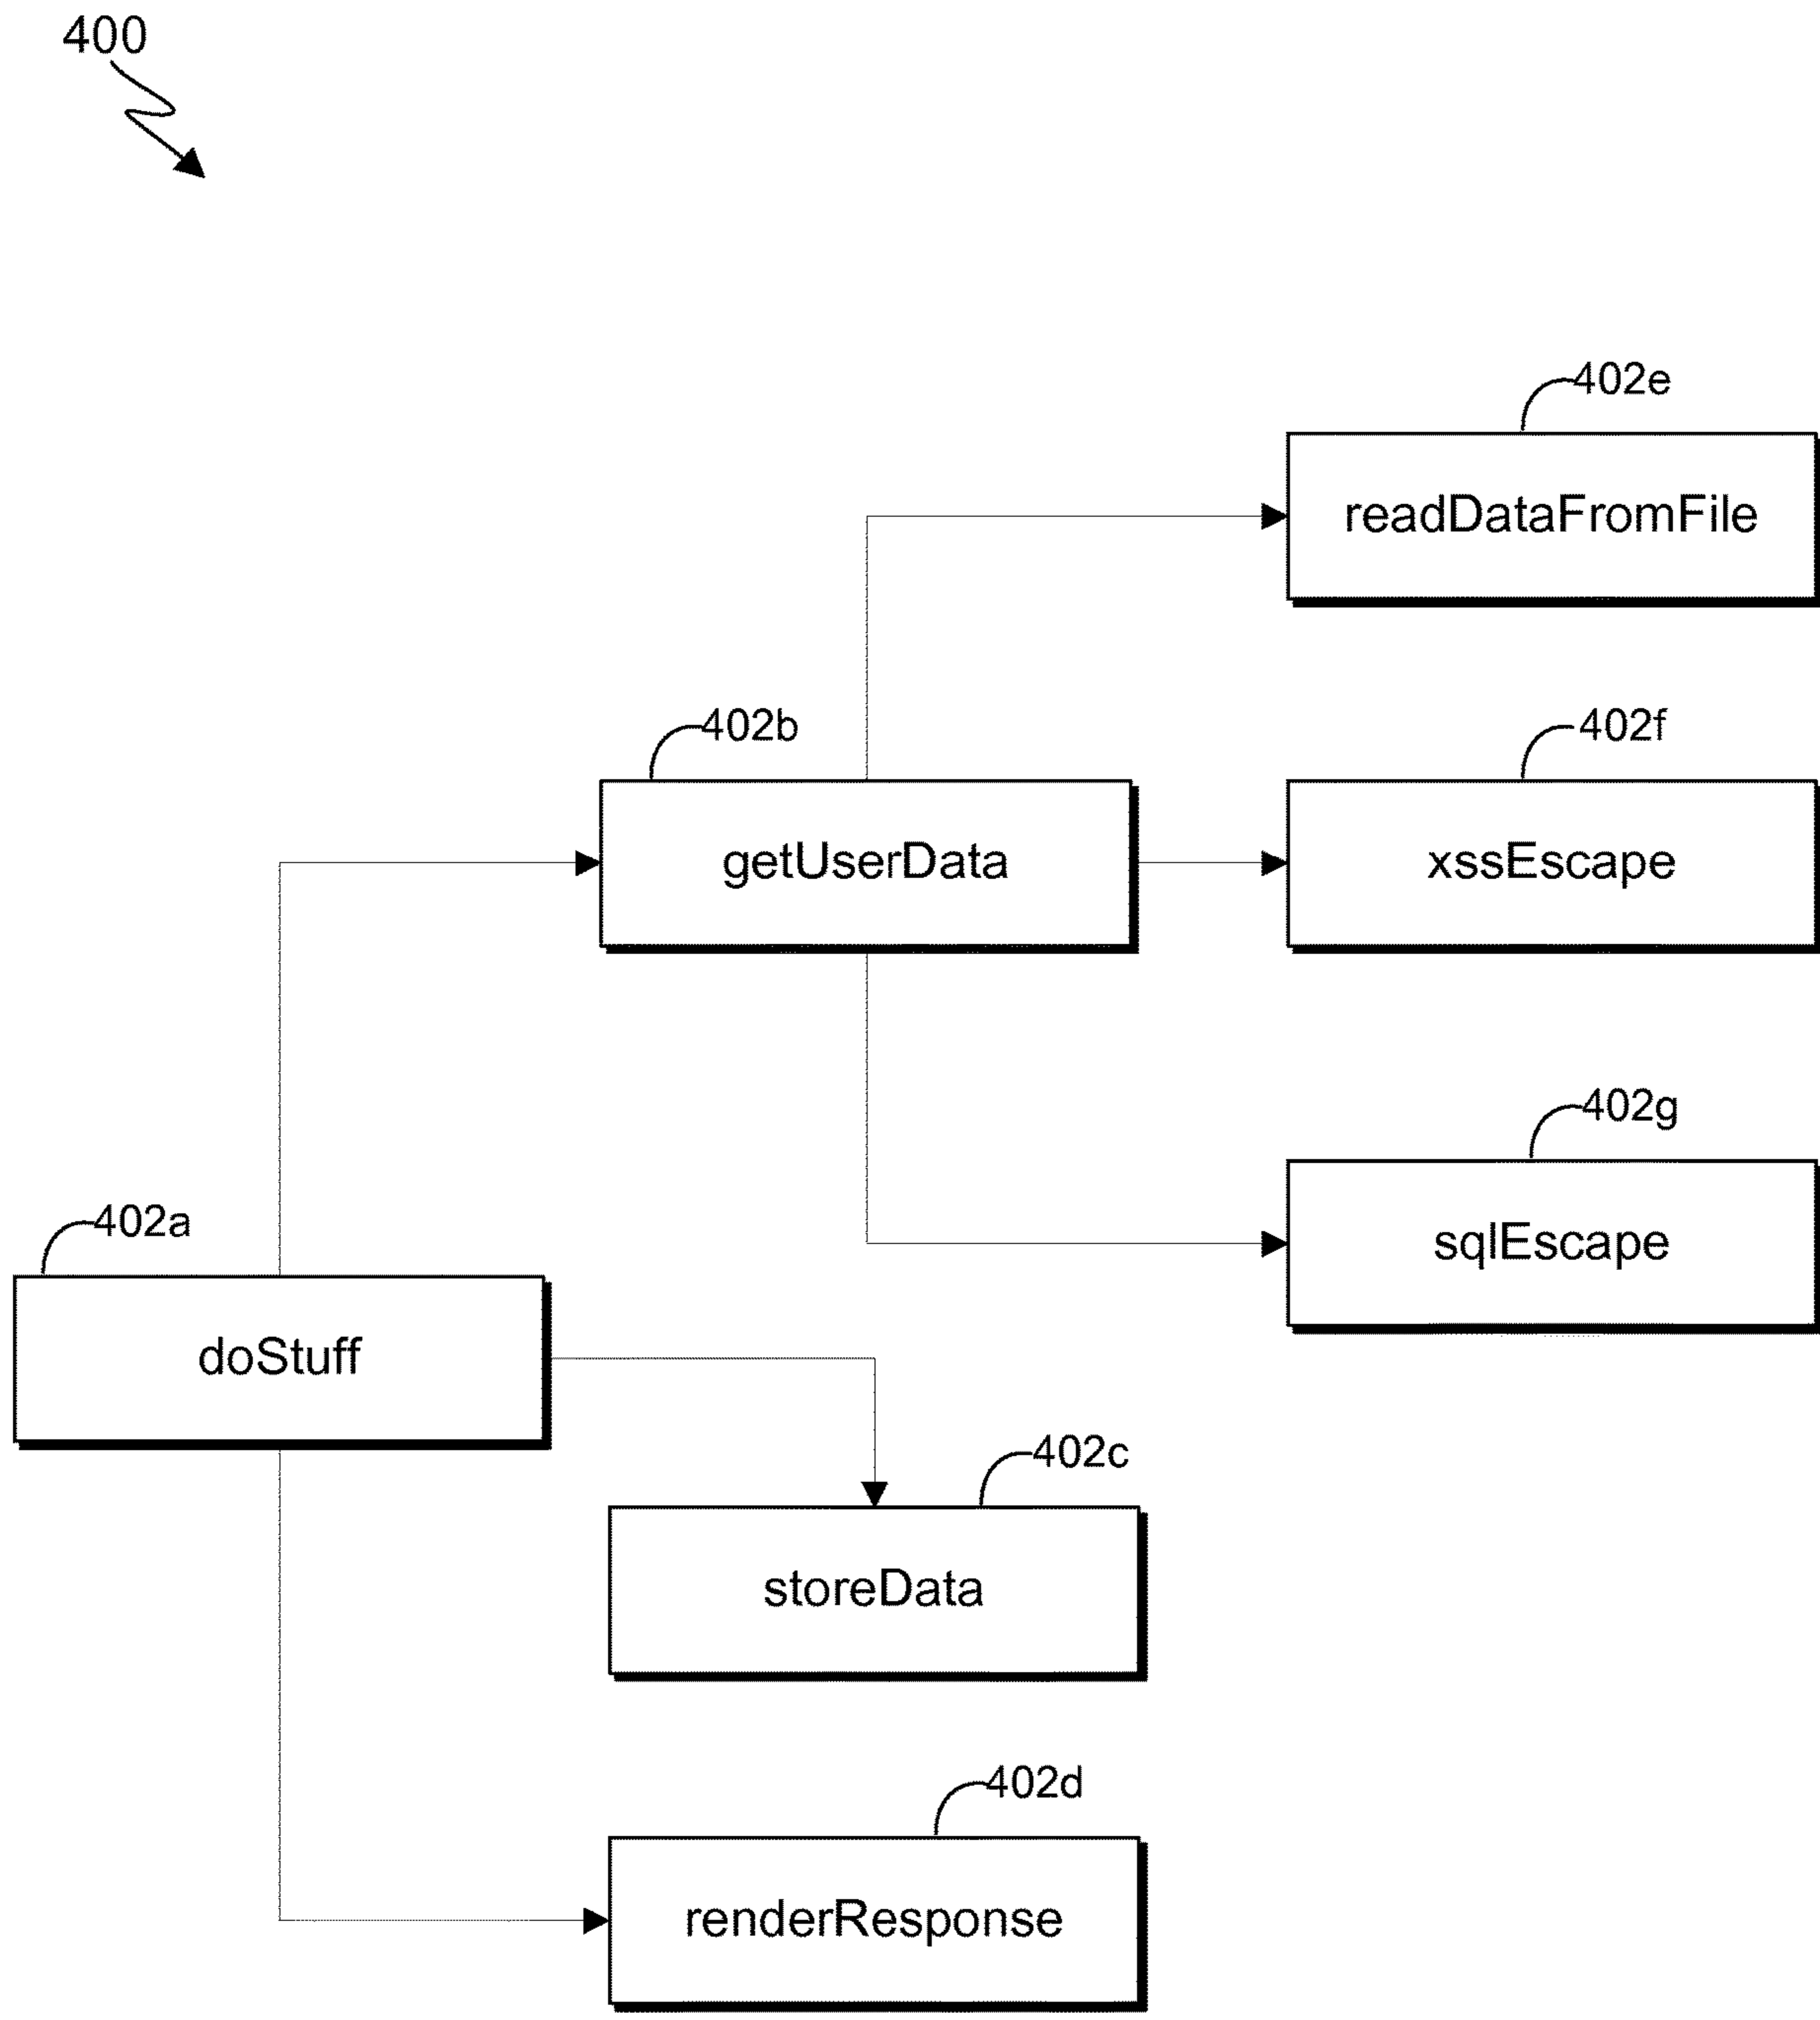 400
402e
readDataFromFile
402b
402f
getUserData
xssEscape
402g
402a
sqlEscape
doStuff
402c
storeData
402d
renderResponse